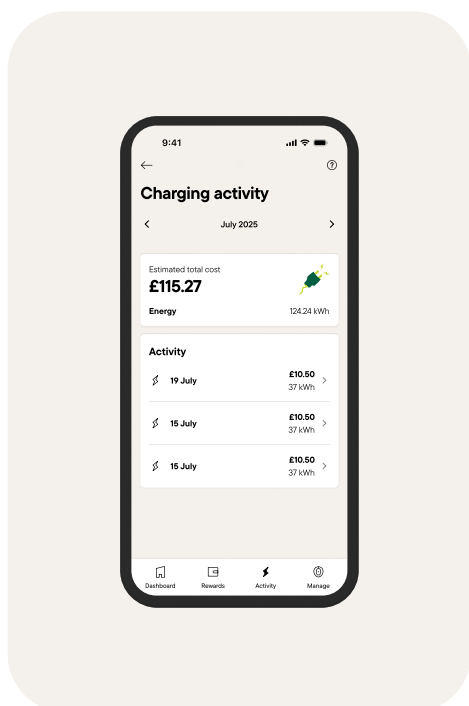 9:41
Charging activity
July 2025
Estimated total cost
£115.27
Energy 124.24 kWh
Activity
19 July £10.50
37 kWh
15 July £10.50
37 kWh
15 July £10.50
37 kWh
Dashboard Rewards Activity Manage